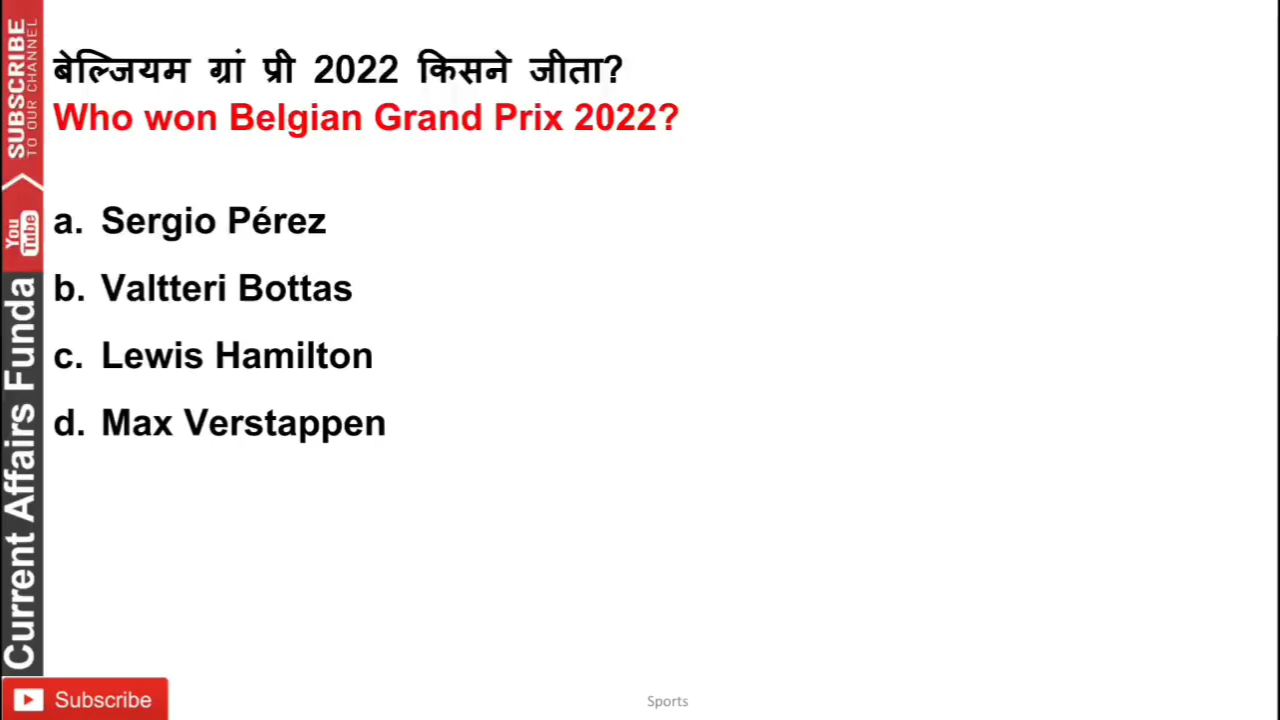 बेल्जियम ग्रां प्री 2022 किसने जीता?
Who won Belgian Grand Prix 2022?
a. Sergio Pérez
b. Valtteri Bottas
c. Lewis Hamilton
d. Max Verstappen
SUBSCRIBE
TO OUR CHANNEL
You
Tube
Current Affairs Funda
Subscribe
Sports